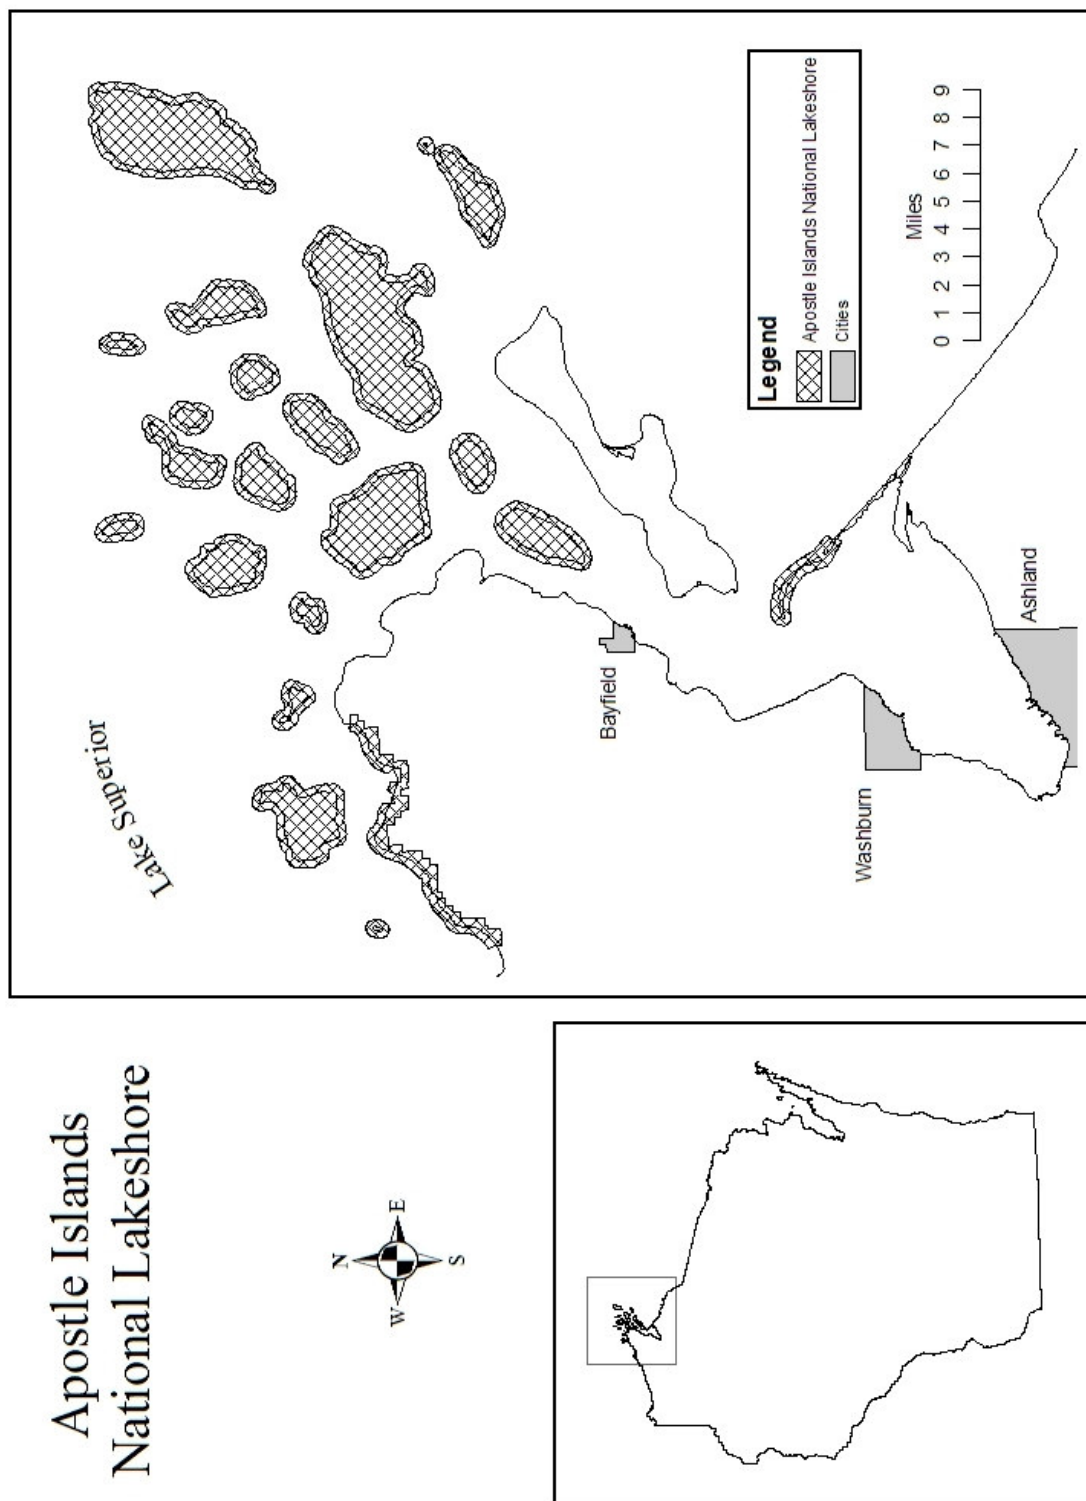 Apostle Islands
National Lakeshore
N
W
E
S
Lake Superior
Bayfield
Washburn
Ashland
Legend
Apostle Islands National Lakeshore
Cities
Miles
0 1 2 3 4 5 6 7 8 9